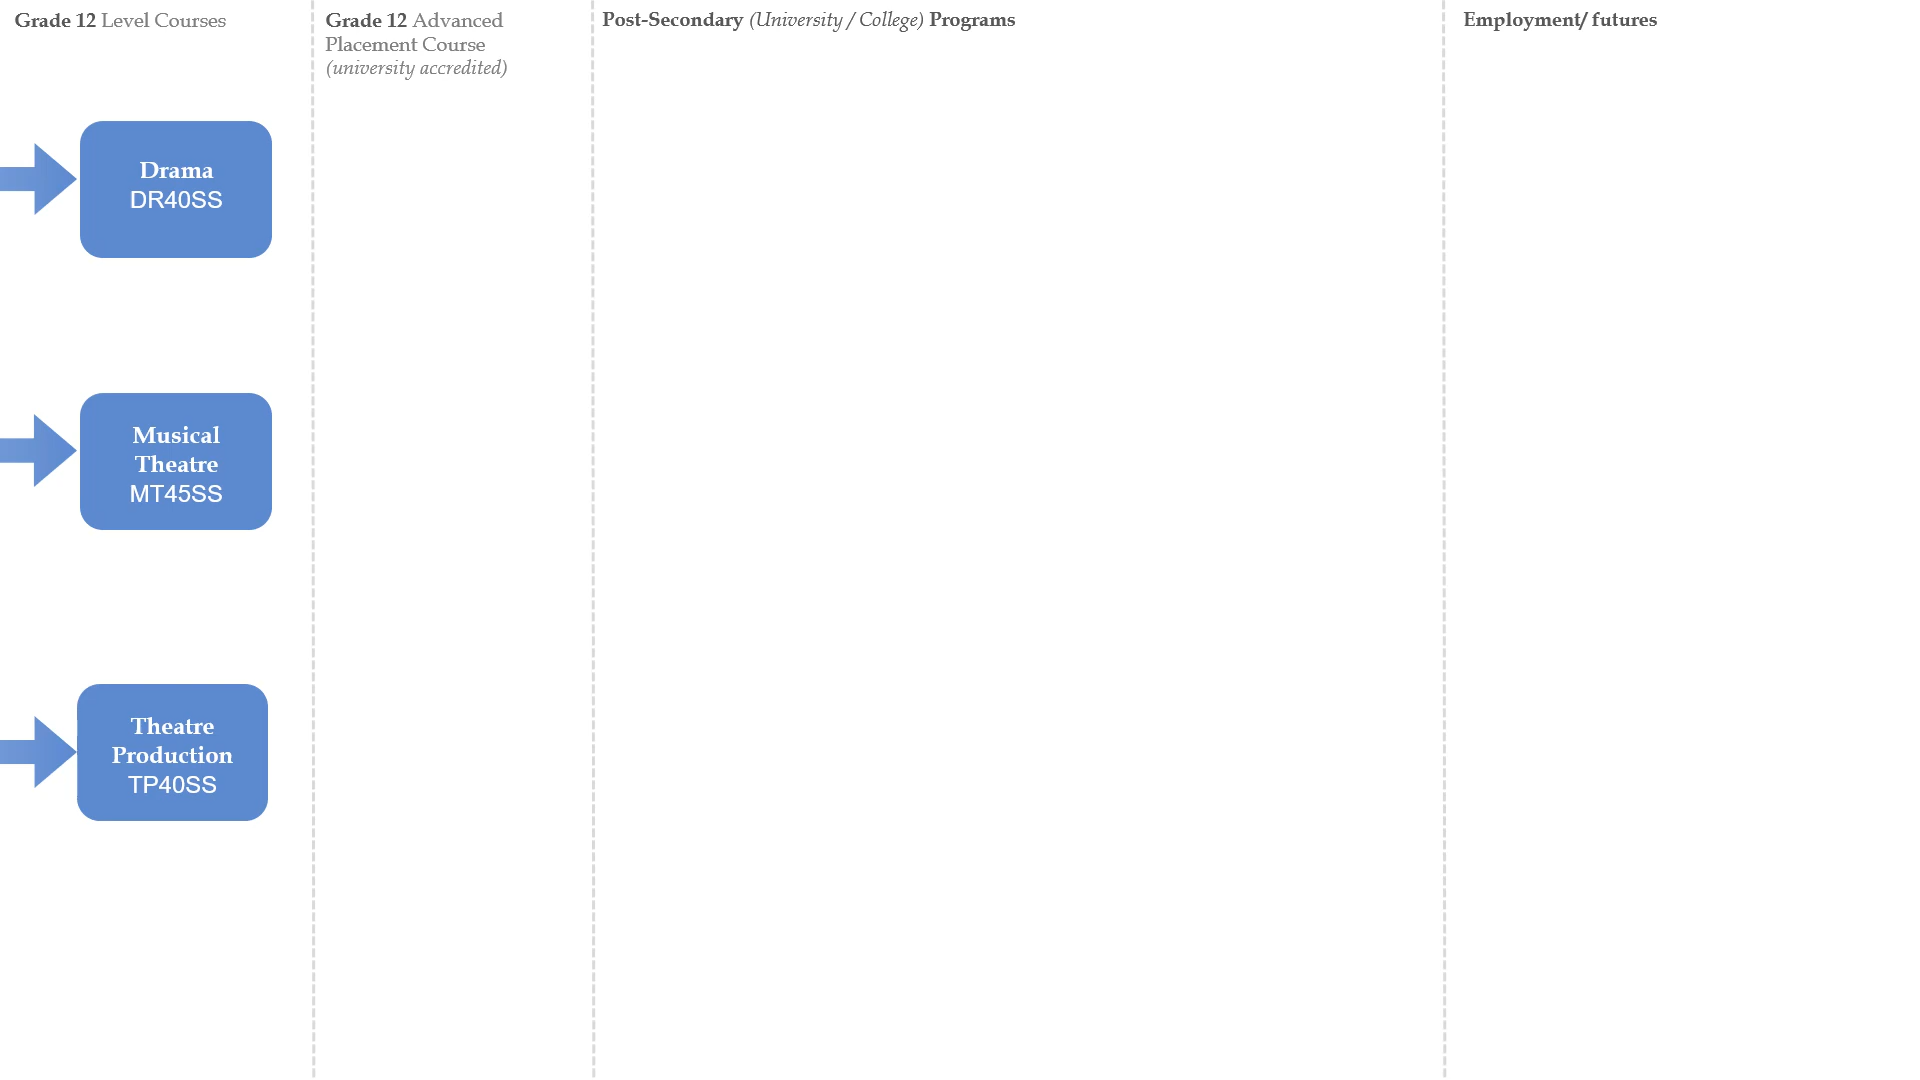 Grade 12 Level Courses
Grade 12 Advanced
Placement Course
(university accredited)
Post-Secondary (University / College) Programs
Employment/ futures
Drama
DR40SS
Musical
Theatre
MT45SS
Theatre
Production
TP40SS